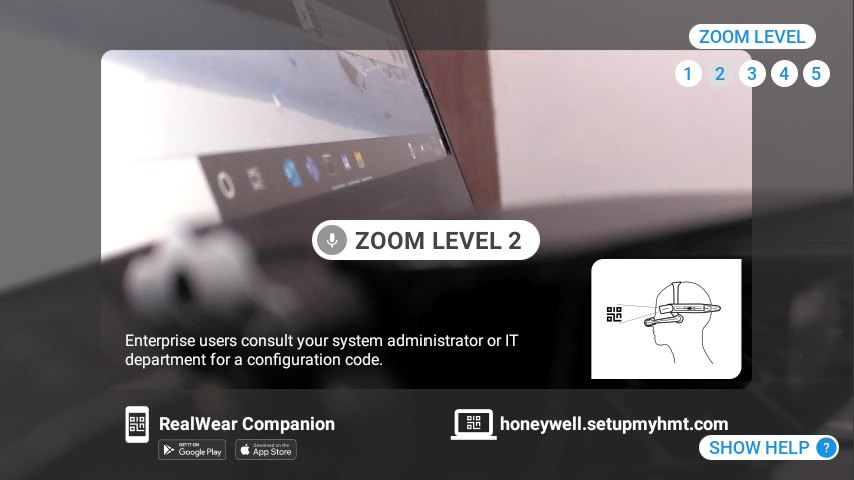 ZOOM LEVEL
1 2 3 4 5
ZOOM LEVEL 2
Enterprise users consult your system administrator or IT
department for a configuration code.
RealWear Companion
GET IT ON
Google Play
Download on the
App Store
honeywell.setupmyhmt.com
SHOW HELP ?